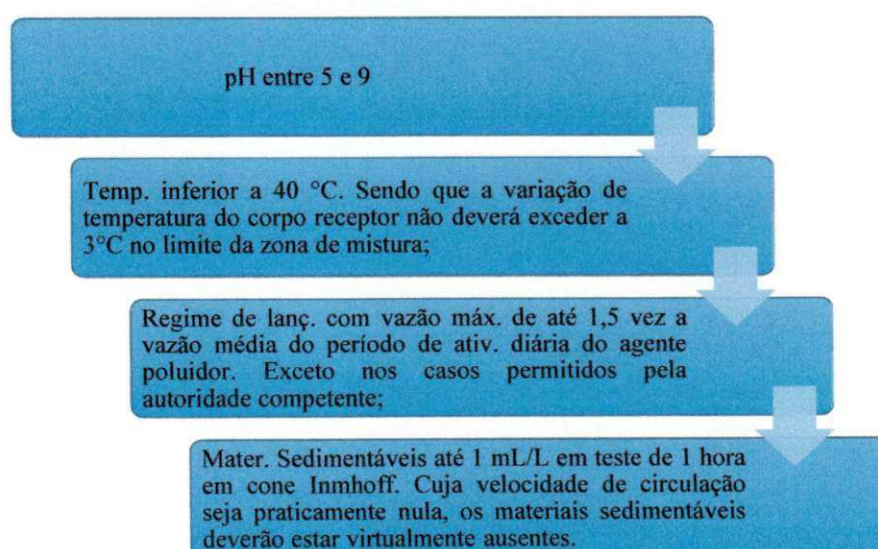 pH entre 5 e 9
Temp. inferior a 40 °C. Sendo que a variação de
temperatura do corpo receptor não deverá exceder a
3°C no limite da zona de mistura;
Regime de lanç. com vazão máx. de até 1,5 vez a
vazão média do período de ativ. diária do agente
poluidor. Exceto nos casos permitidos pela
autoridade competente;
Mater. Sedimentáveis até 1 mL/L em teste de 1 hora
em cone Inmhoff. Cuja velocidade de circulação
seja praticamente nula, os materiais sedimentáveis
deverão estar virtualmente ausentes.